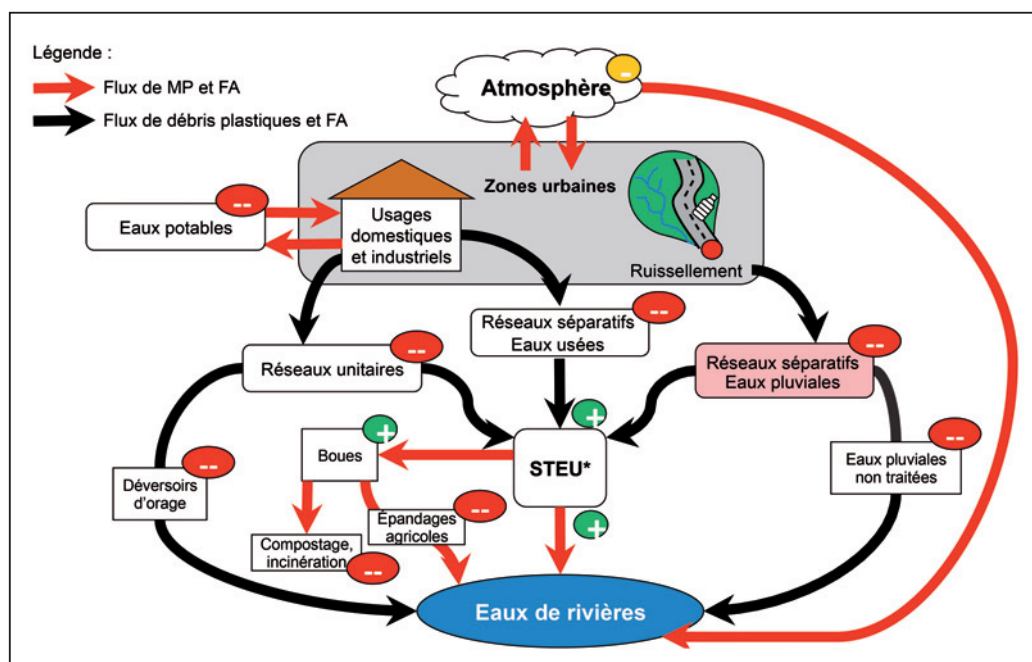 Légende :
Flux de MP et FA
Flux de débris plastiques et FA
-
Atmosphère
Zones urbaines
--
Eaux potables
Usages
domestiques
et industriels
Ruissellement
--
Réseaux séparatifs
Eaux usées
--
Réseaux unitaires
--
Réseaux séparatifs
Eaux pluviales
+
+
Boues
STEU*
--
Eaux pluviales
non traitées
--
Déversoirs
d'orage
--
Épandages
agricoles
+
Compostage,
incinération
--
Eaux de rivières